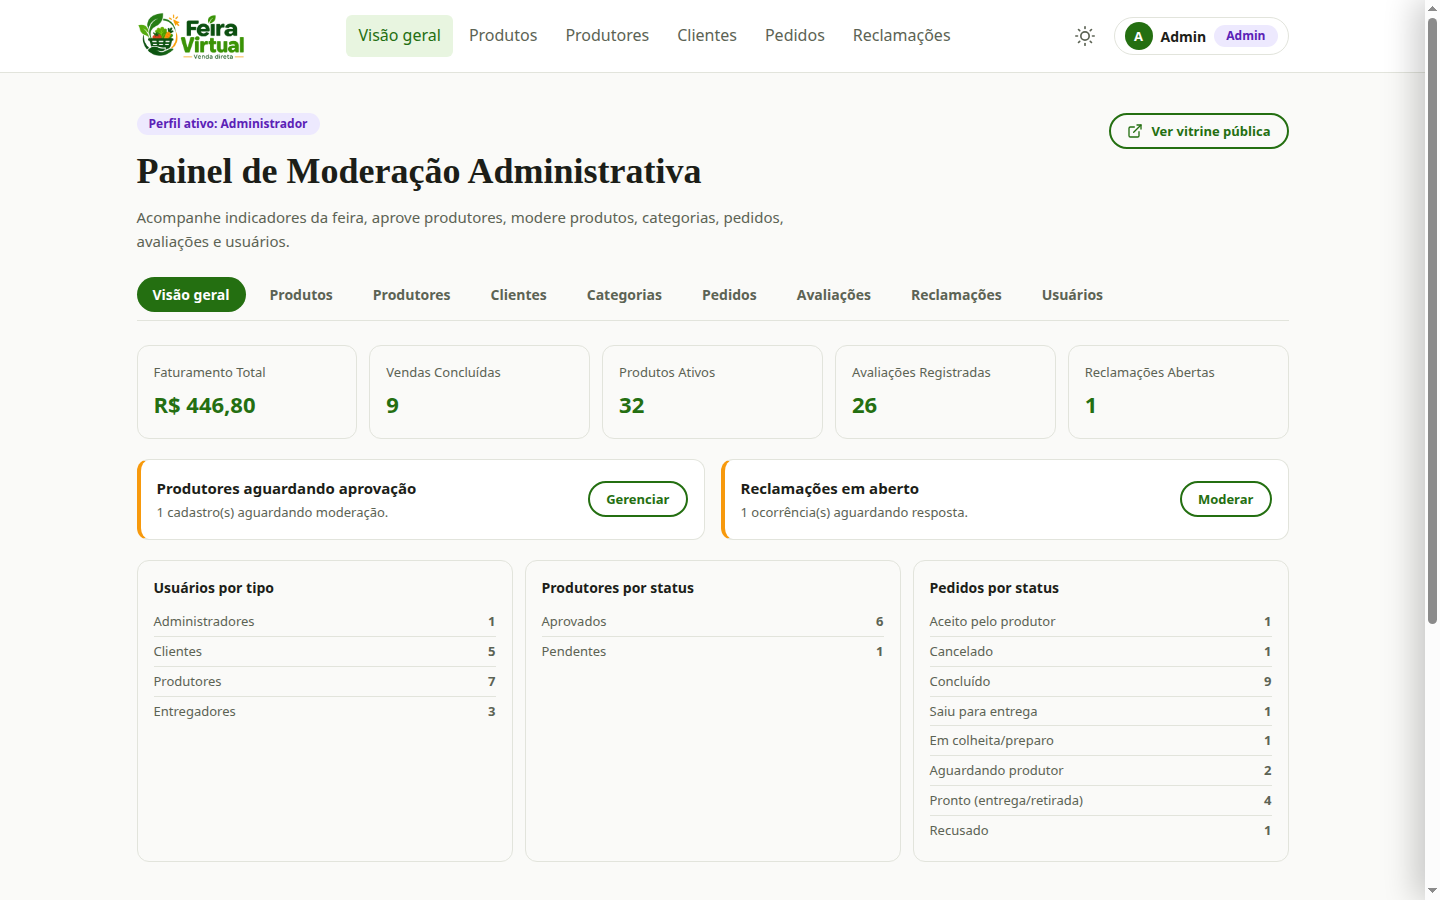 Feira
Virtual
Venda direta
Visão geral
Produtos
Produtores
Clientes
Pedidos
Reclamações
A
Admin
Admin
Perfil ativo: Administrador
Ver vitrine pública
Painel de Moderação Administrativa
Acompanhe indicadores da feira, aprove produtores, modere produtos, categorias, pedidos,
avaliações e usuários.
Visão geral
Produtos
Produtores
Clientes
Categorias
Pedidos
Avaliações
Reclamações
Usuários
Faturamento Total
R$ 446,80
Vendas Concluídas
9
Produtos Ativos
32
Avaliações Registradas
26
Reclamações Abertas
1
Produtores aguardando aprovação
1 cadastro(s) aguardando moderação.
Gerenciar
Reclamações em aberto
1 ocorrência(s) aguardando resposta.
Moderar
Usuários por tipo
Administradores 1
Clientes 5
Produtores 7
Entregadores 3
Produtores por status
Aprovados 6
Pendentes 1
Pedidos por status
Aceito pelo produtor 1
Cancelado 1
Concluído 9
Saiu para entrega 1
Em colheita/preparo 1
Aguardando produtor 2
Pronto (entrega/retirada) 4
Recusado 1